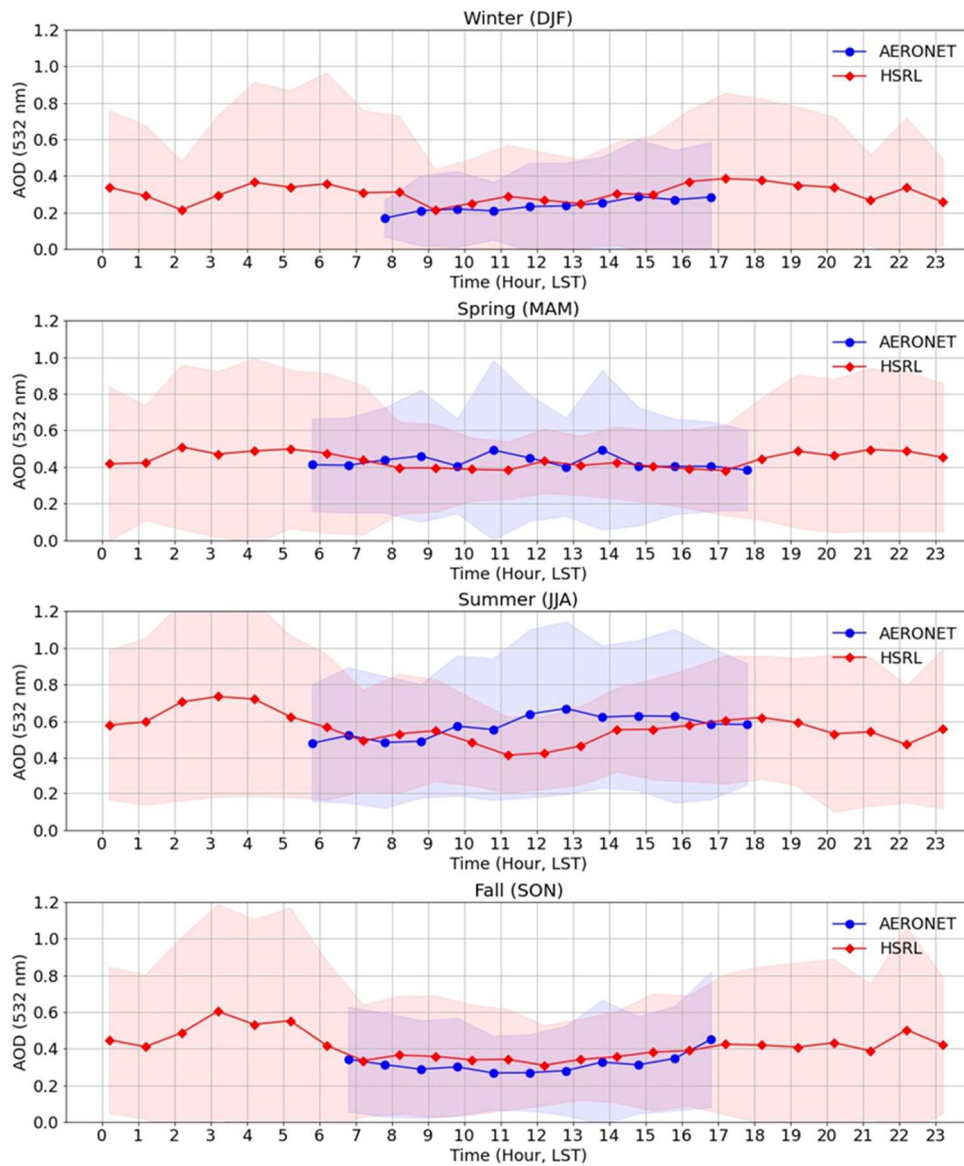 Winter (DJF)
1.2
1.0
0.8
0.6
0.4
0.2
0.0
AOD (532 nm)
AERONET
HSRL
0 1 2 3 4 5 6 7 8 9 10 11 12 13 14 15 16 17 18 19 20 21 22 23
Time (Hour, LST)
Spring (MAM)
1.2
1.0
0.8
0.6
0.4
0.2
0.0
AOD (532 nm)
AERONET
HSRL
0 1 2 3 4 5 6 7 8 9 10 11 12 13 14 15 16 17 18 19 20 21 22 23
Time (Hour, LST)
Summer (JJA)
1.2
1.0
0.8
0.6
0.4
0.2
0.0
AOD (532 nm)
AERONET
HSRL
0 1 2 3 4 5 6 7 8 9 10 11 12 13 14 15 16 17 18 19 20 21 22 23
Time (Hour, LST)
Fall (SON)
1.2
1.0
0.8
0.6
0.4
0.2
0.0
AOD (532 nm)
AERONET
HSRL
0 1 2 3 4 5 6 7 8 9 10 11 12 13 14 15 16 17 18 19 20 21 22 23
Time (Hour, LST)